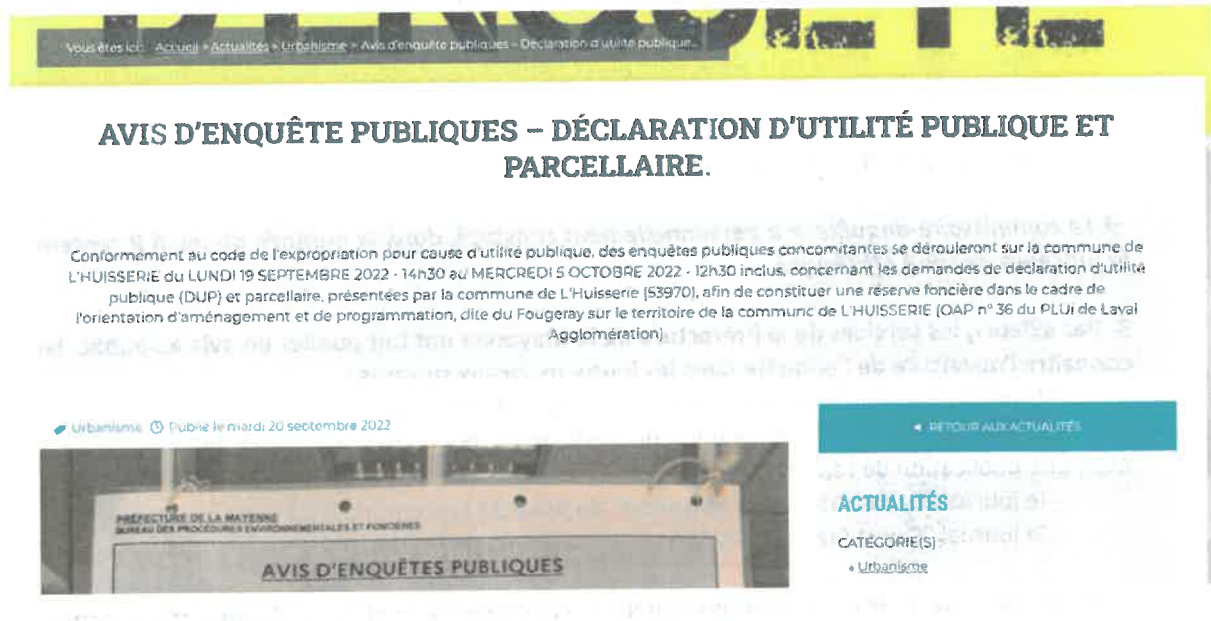 D'ENQUÊTE
Vous êtes ici: Accueil » Actualités » Urbanisme » Avis d'enquête publiques – Déclaration d'utilité publique...
AVIS D'ENQUÊTE PUBLIQUES – DÉCLARATION D'UTILITÉ PUBLIQUE ET
PARCELLAIRE.
Conformément au code de l'expropriation pour cause d'utilité publique, des enquêtes publiques concomitantes se dérouleront sur la commune de
L'HUISSERIE du LUNDI 19 SEPTEMBRE 2022 - 14h30 au MERCREDI 5 OCTOBRE 2022 - 12h30 inclus, concernant les demandes de déclaration d'utilité
publique (DUP) et parcellaire, présentées par la commune de L'Huisserie (53970), afin de constituer une réserve foncière dans le cadre de
l'orientation d'aménagement et de programmation, dite du Fougeray sur le territoire de la commune de L'HUISSERIE (OAP n° 36 du PLUi de Laval
Agglomération)
Urbanisme Publié le mardi 20 septembre 2022
◄ RETOUR AUX ACTUALITÉS
PRÉFECTURE DE LA MAYENNE
BUREAU DES PROCÉDURES ENVIRONNEMENTALES ET FONCIÈRES
AVIS D'ENQUÊTES PUBLIQUES
ACTUALITÉS
CATÉGORIE(S) :
» Urbanisme